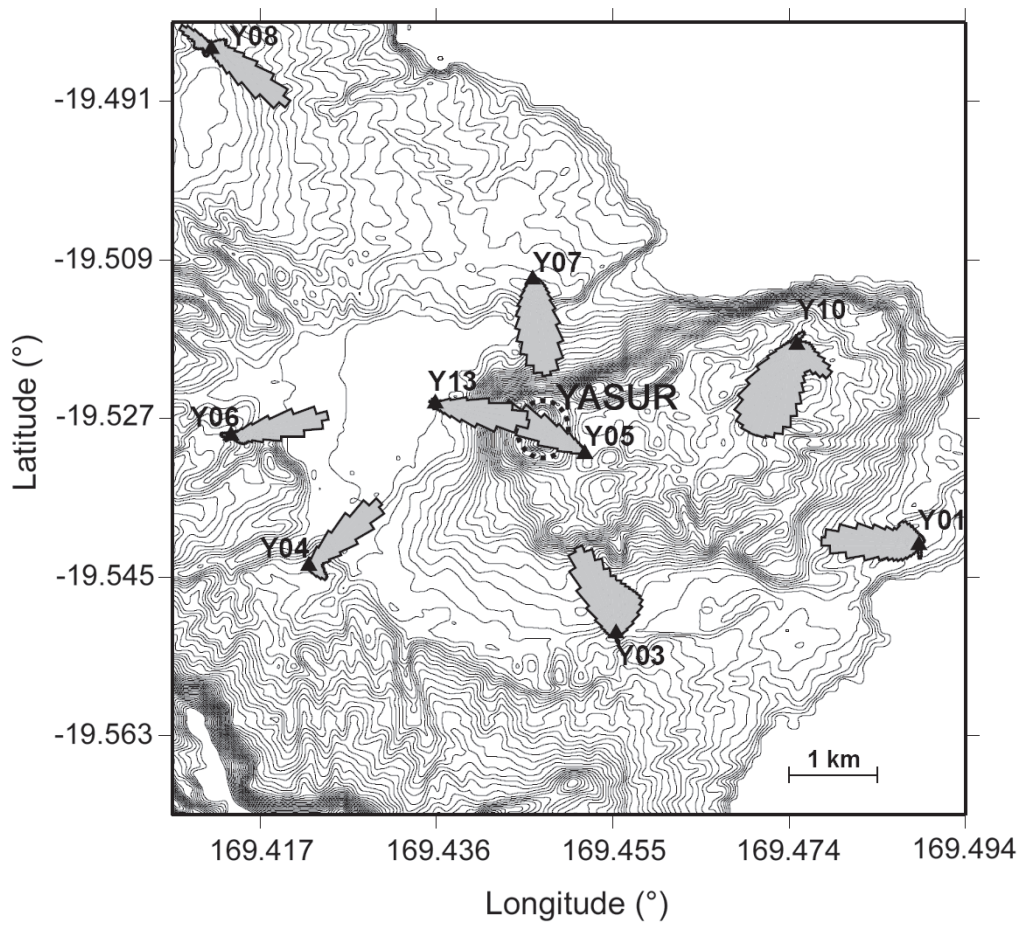 Y08
-19.491
-19.509
Y07
Y10
Y13
YASUR
-19.527
Y06
Y05
Y01
Y04
-19.545
Y03
-19.563
1 km
169.417
169.436
169.455
169.474
169.494
Latitude (°)
Longitude (°)